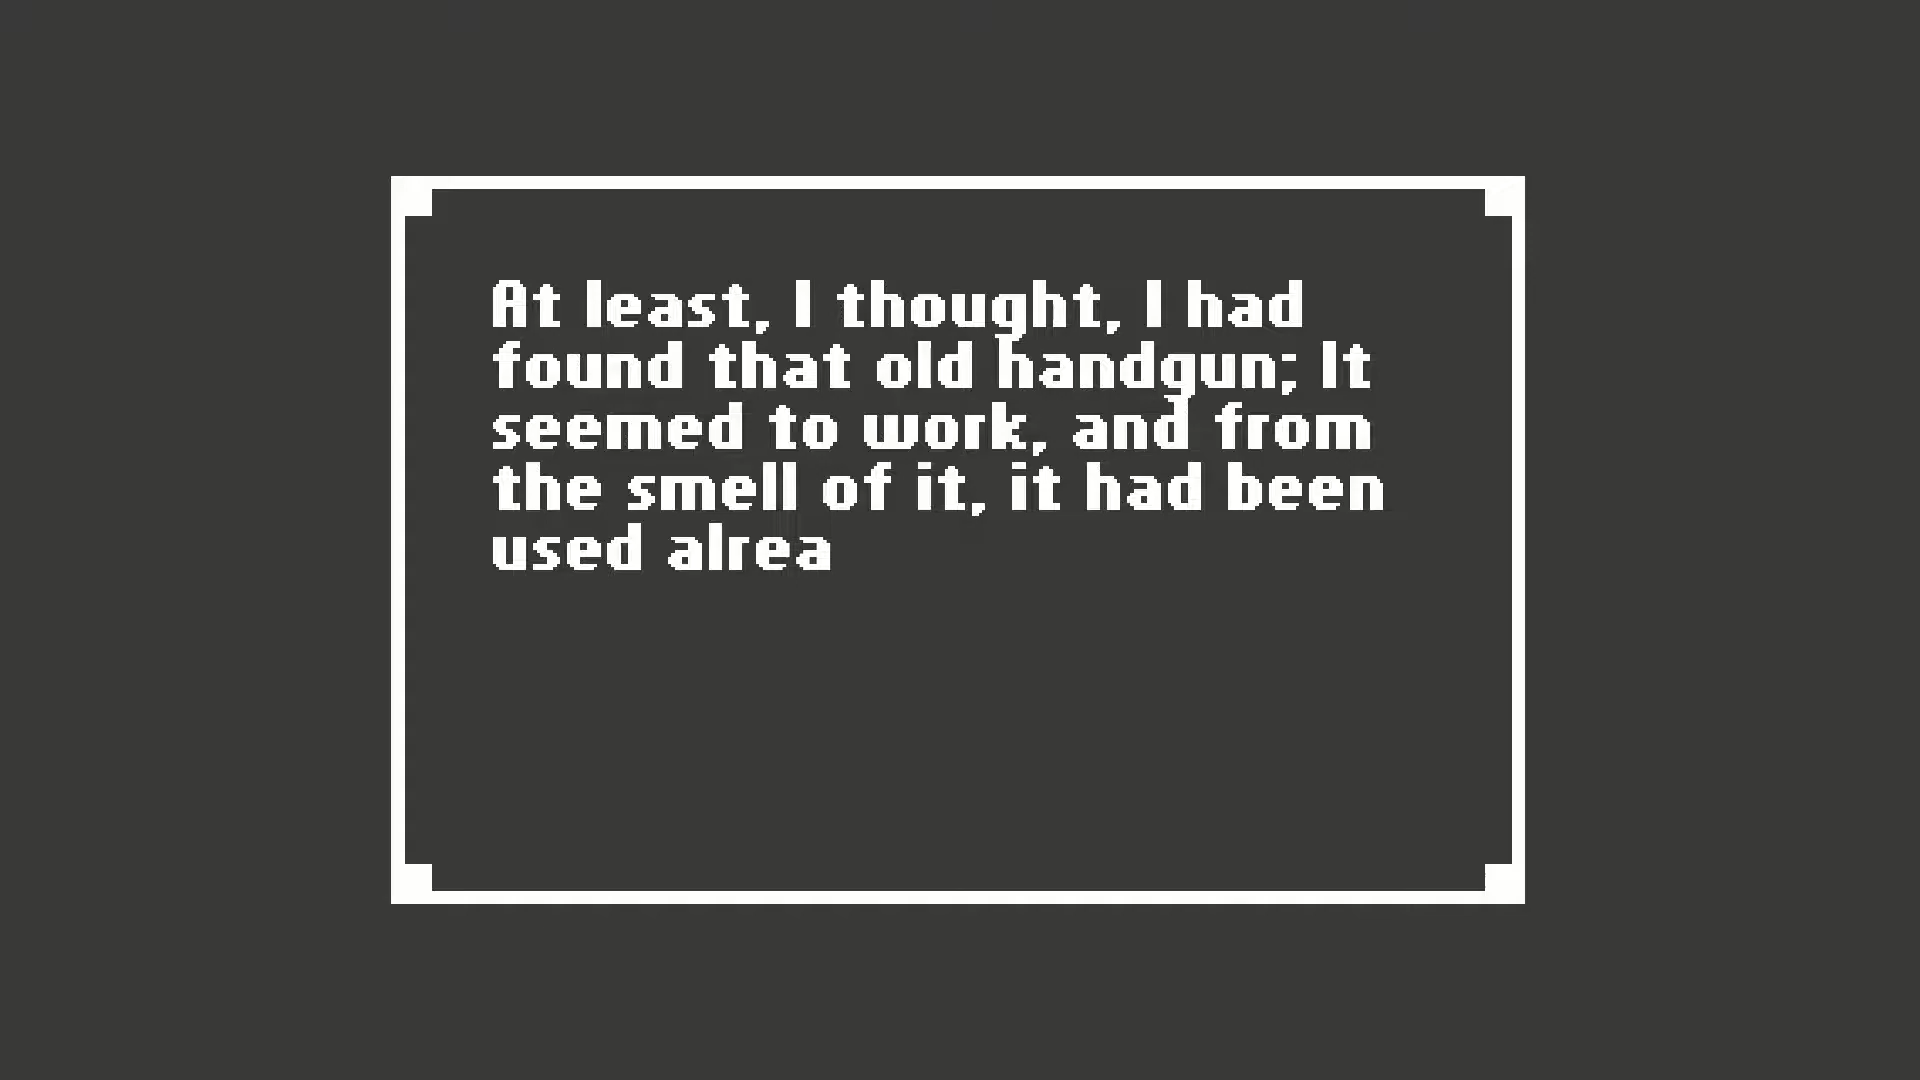 At least, I thought, I had
found that old handgun; It
seemed to work, and from
the smell of it, it had been
used alrea